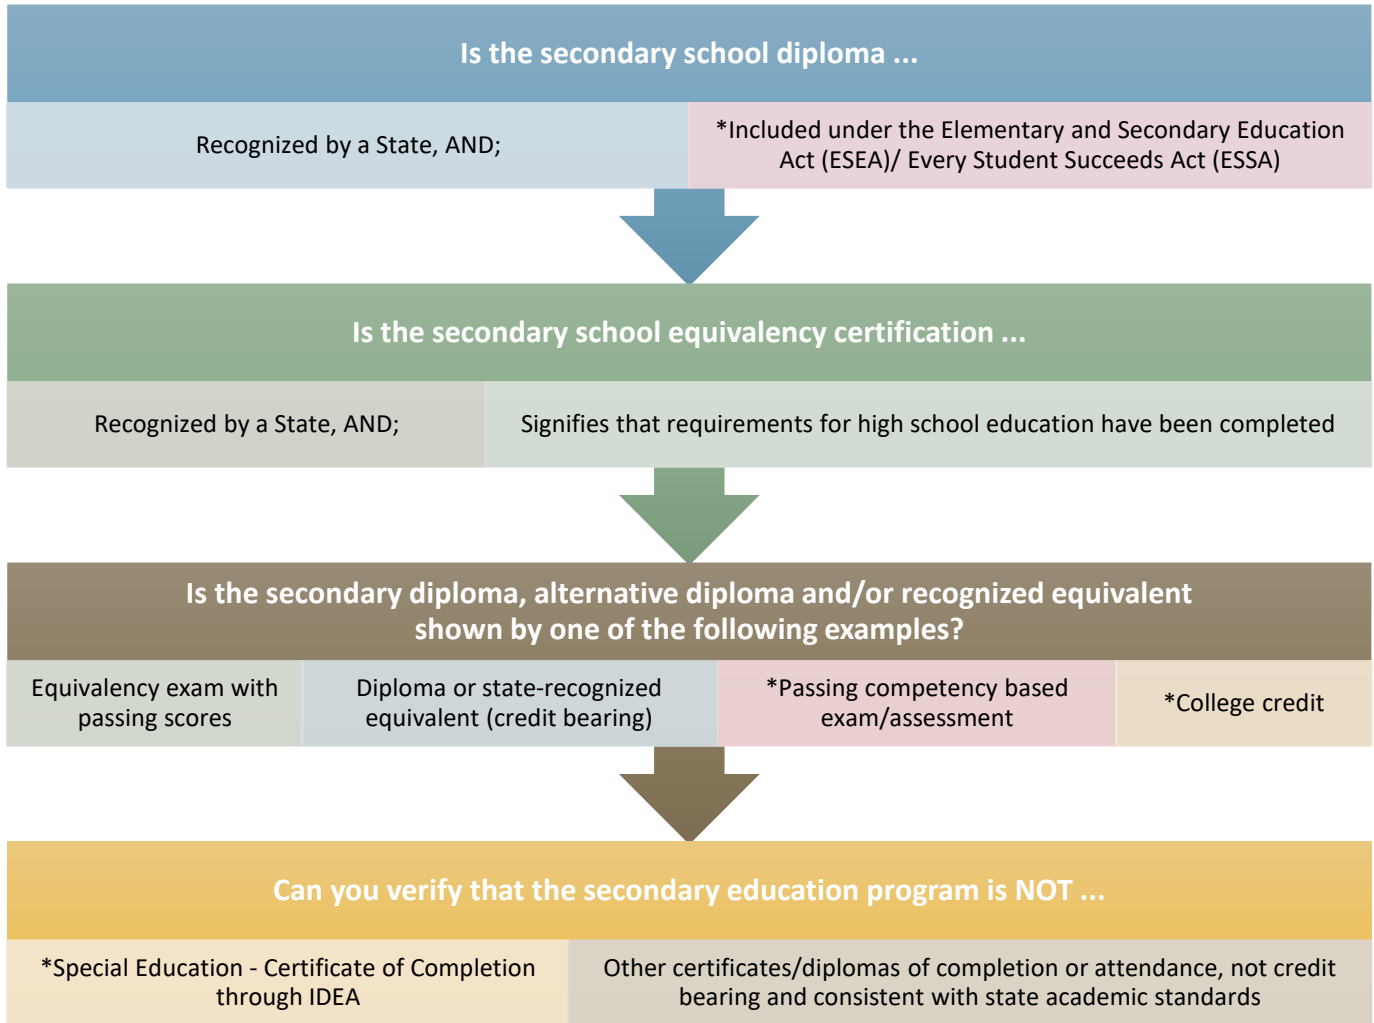 Is the secondary school diploma ...
Recognized by a State, AND;
*Included under the Elementary and Secondary Education
Act (ESEA)/ Every Student Succeeds Act (ESSA)
Is the secondary school equivalency certification ...
Recognized by a State, AND;
Signifies that requirements for high school education have been completed
Is the secondary diploma, alternative diploma and/or recognized equivalent
shown by one of the following examples?
Equivalency exam with
passing scores
Diploma or state-recognized
equivalent (credit bearing)
*Passing competency based
exam/assessment
*College credit
Can you verify that the secondary education program is NOT ...
*Special Education - Certificate of Completion
through IDEA
Other certificates/diplomas of completion or attendance, not credit
bearing and consistent with state academic standards